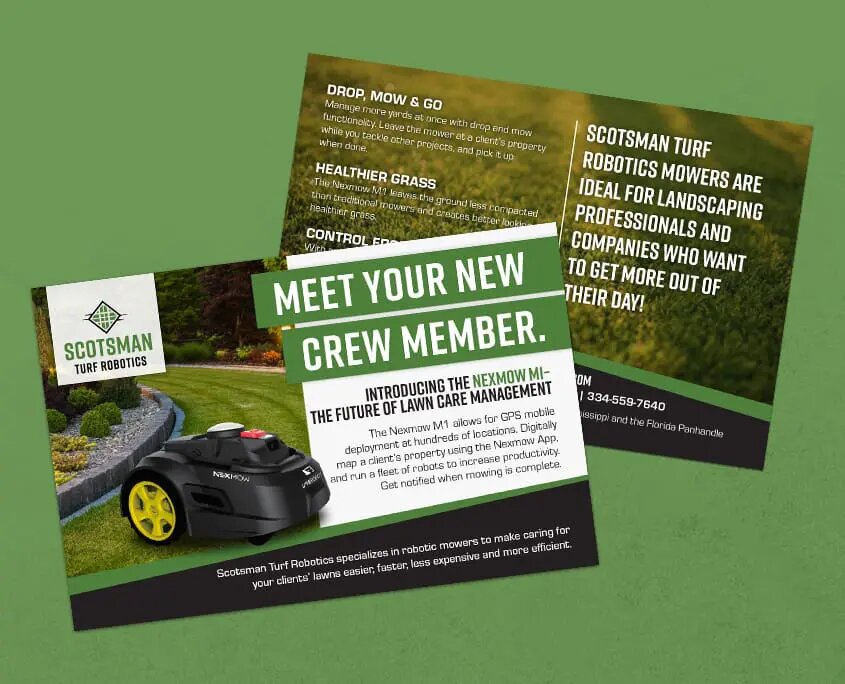 DROP, MOW & GO
Manage more yards at once with drop and mow
functionality. Leave the mower at a client's property
while you tackle other projects, and pick it up
when done.
HEALTHIER GRASS
The Nexmow M1 leaves the ground less compacted
than traditional mowers and creates better looking
healthier grass.
CONTROL
SCOTSMAN TURF
ROBOTICS MOWERS ARE
IDEAL FOR LANDSCAPING
PROFESSIONALS AND
COMPANIES WHO WANT
TO GET MORE OUT OF
THEIR DAY!
| 334-559-7640
and the Florida Panhandle
SCOTSMAN
TURF ROBOTICS
MEET YOUR NEW
CREW MEMBER.
INTRODUCING THE NEXMOW M1–
THE FUTURE OF LAWN CARE MANAGEMENT
The Nexmow M.1 allows for GPS mobile
deployment at hundreds of locations. Digitally
map a client's property using the Nexmow App,
and run a fleet of robots to increase productivity.
Get notified when mowing is complete.
NEXMOW
Scotsman Turf Robotics specializes in robotic mowers to make caring for
your clients' lawns easier, faster, less expensive and more efficient.